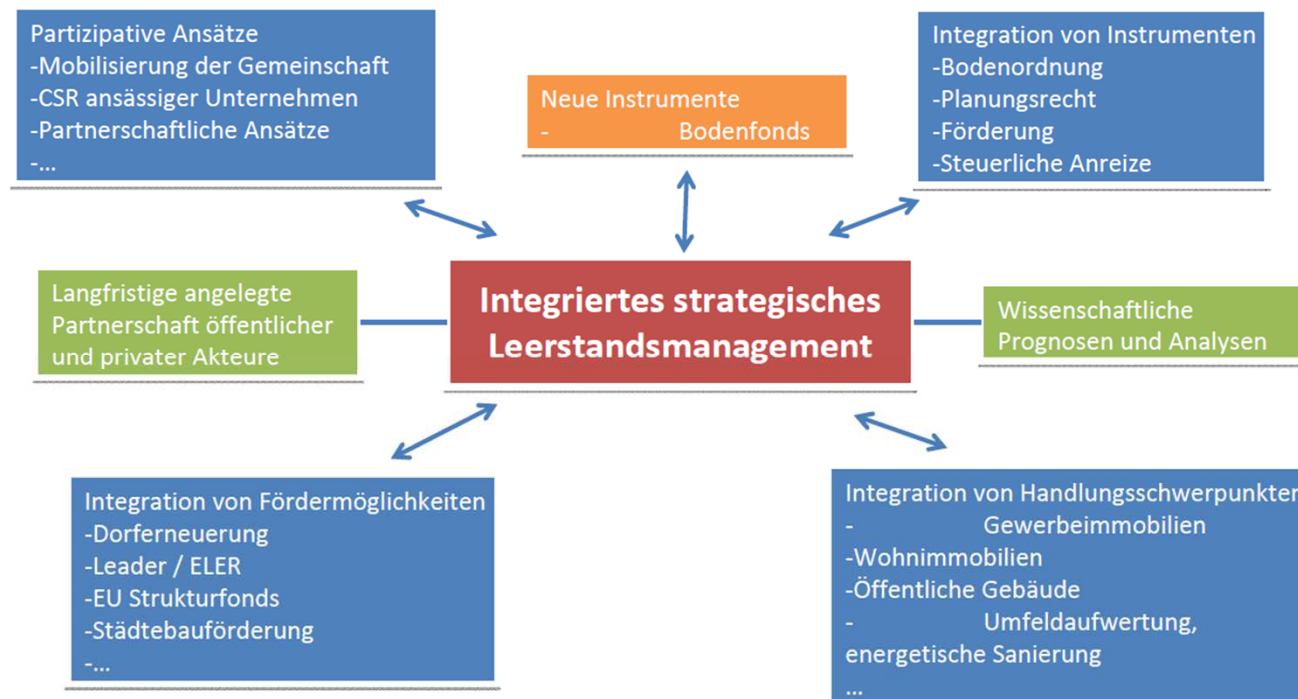 Partizipative Ansätze
-Mobilisierung der Gemeinschaft
-CSR ansässiger Unternehmen
-Partnerschaftliche Ansätze
-...
Neue Instrumente
- Bodenfonds
Integration von Instrumenten
-Bodenordnung
-Planungsrecht
-Förderung
-Steuerliche Anreize
Langfristige angelegte
Partnerschaft öffentlicher
und privater Akteure
Integriertes strategisches
Leerstandsmanagement
Wissenschaftliche
Prognosen und Analysen
Integration von Fördermöglichkeiten
-Dorferneuerung
-Leader / ELER
-EU Strukturfonds
-Städtebauförderung
-...
Integration von Handlungsschwerpunkten
- Gewerbeimmobilien
-Wohnimmobilien
-Öffentliche Gebäude
- Umfeldaufwertung,
energetische Sanierung
...